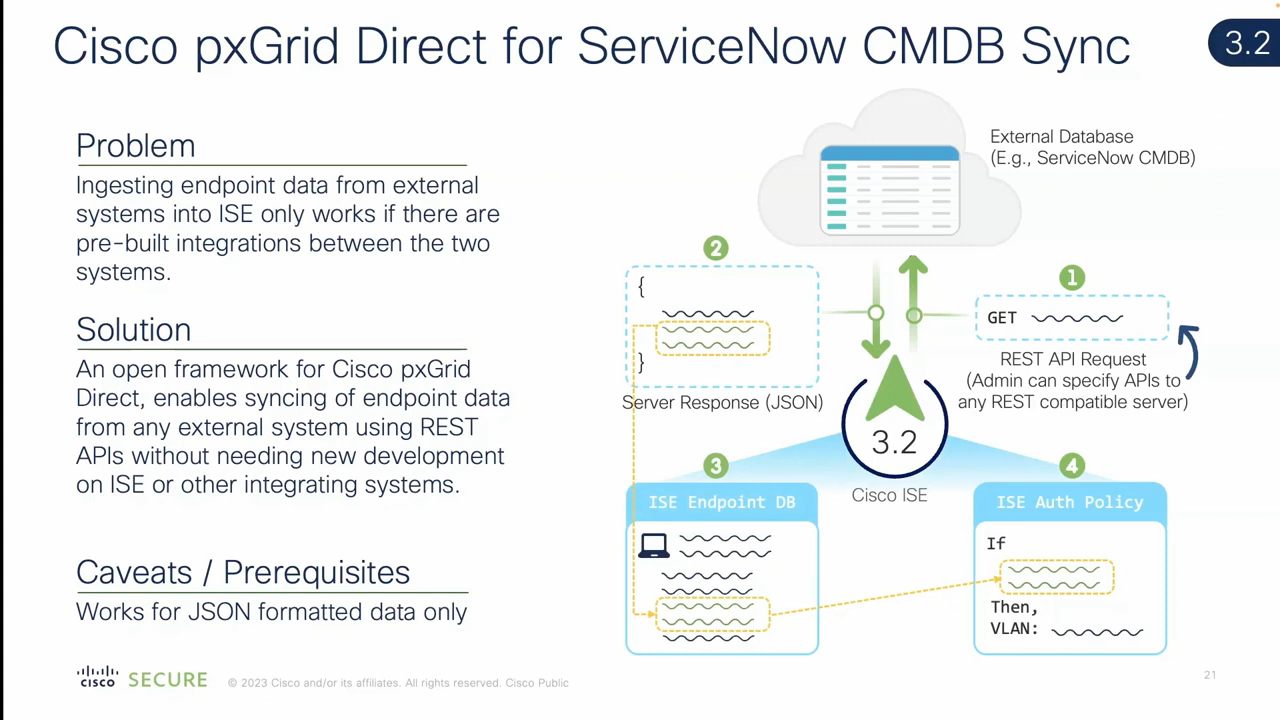 Cisco pxGrid Direct for ServiceNow CMDB Sync
3.2
Problem
Ingesting endpoint data from external
systems into ISE only works if there are
pre-built integrations between the two
systems.
Solution
An open framework for Cisco pxGrid
Direct, enables syncing of endpoint data
from any external system using REST
APIs without needing new development
on ISE or other integrating systems.
Caveats / Prerequisites
Works for JSON formatted data only
External Database
(E.g., ServiceNow CMDB)
1
GET
REST API Request
(Admin can specify APIs to
any REST compatible server)
2
{
}
Server Response (JSON)
3.2
Cisco ISE
3
ISE Endpoint DB
4
ISE Auth Policy
If
Then,
VLAN:
cisco SECURE
© 2023 Cisco and/or its affiliates. All rights reserved. Cisco Public
21